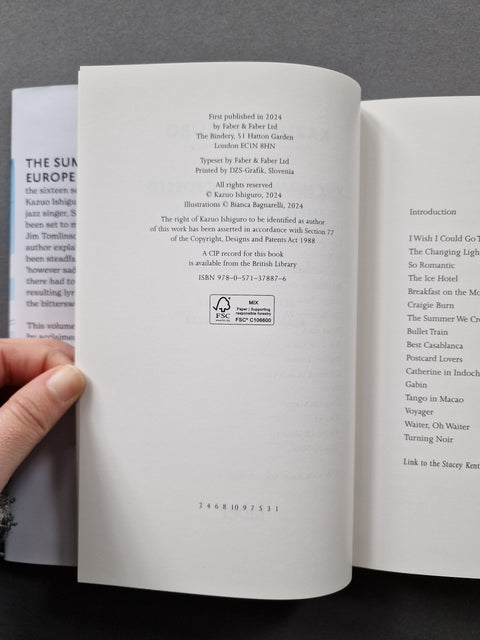 THE SUM
EUROPE
the sixteen so
Kazuo Ishigur
jazz singer, S
been set to m
Jim Tomlinso
author expla
been steadfa
'however sad
there had to
resulting lyr
the bittersw
This volume
by acclaime
First published in 2024
by Faber & Faber Ltd
The Bindery, 51 Hatton Garden
London EC1N 8HN
Typeset by Faber & Faber Ltd
Printed by DZS-Grafik, Slovenia
All rights reserved
© Kazuo Ishiguro, 2024
Illustrations © Bianca Bagnarelli, 2024
The right of Kazuo Ishiguro to be identified as author
of this work has been asserted in accordance with Section 77
of the Copyright, Designs and Patents Act 1988
A CIP record for this book
is available from the British Library
ISBN 978–0–571–37887–6
FSC
MIX
Paper | Supporting
responsible forestry
FSC® C106600
2 4 6 8 10 9 7 5 3 1
Introduction
I Wish I Could Go T
The Changing Ligh
So Romantic
The Ice Hotel
Breakfast on the Mo
Craigie Burn
The Summer We Cr
Bullet Train
Best Casablanca
Postcard Lovers
Catherine in Indoch
Gabin
Tango in Macao
Voyager
Waiter, Oh Waiter
Turning Noir
Link to the Stacey Kent